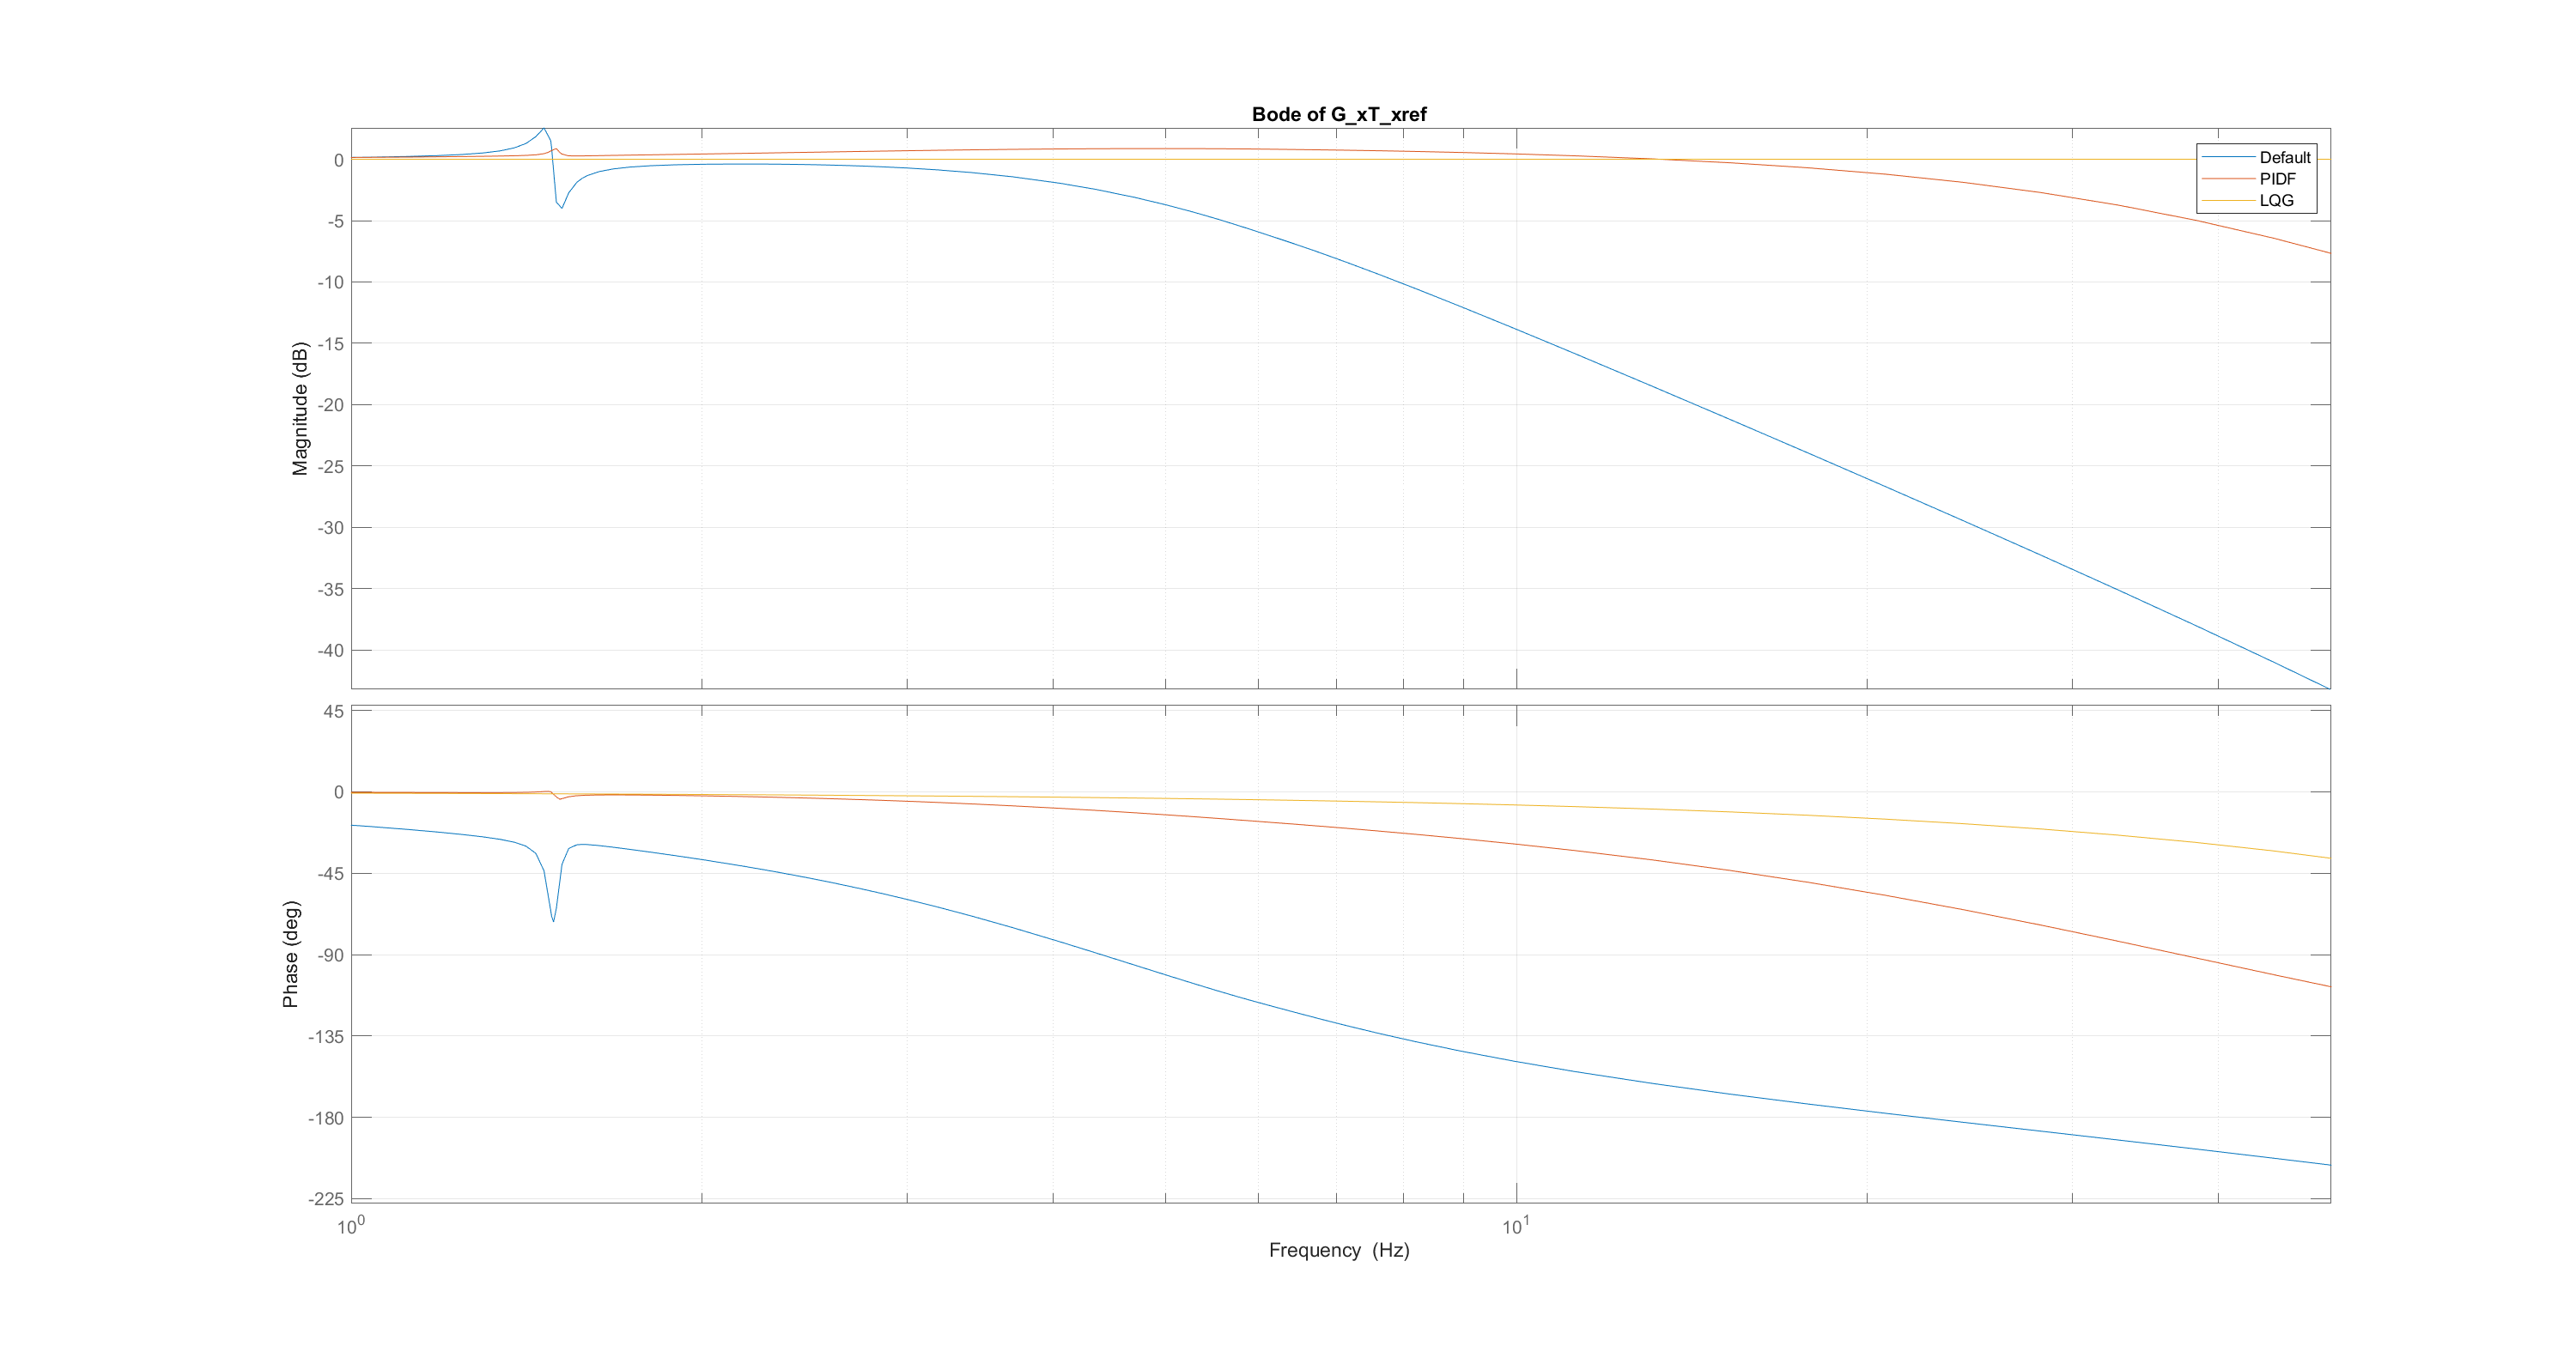 Bode of G_xT_xref
Default
PIDF
LQG
Magnitude (dB)
0
-5
-10
-15
-20
-25
-30
-35
-40
Phase (deg)
45
0
-45
-90
-135
-180
-225
10^0
10^1
Frequency (Hz)